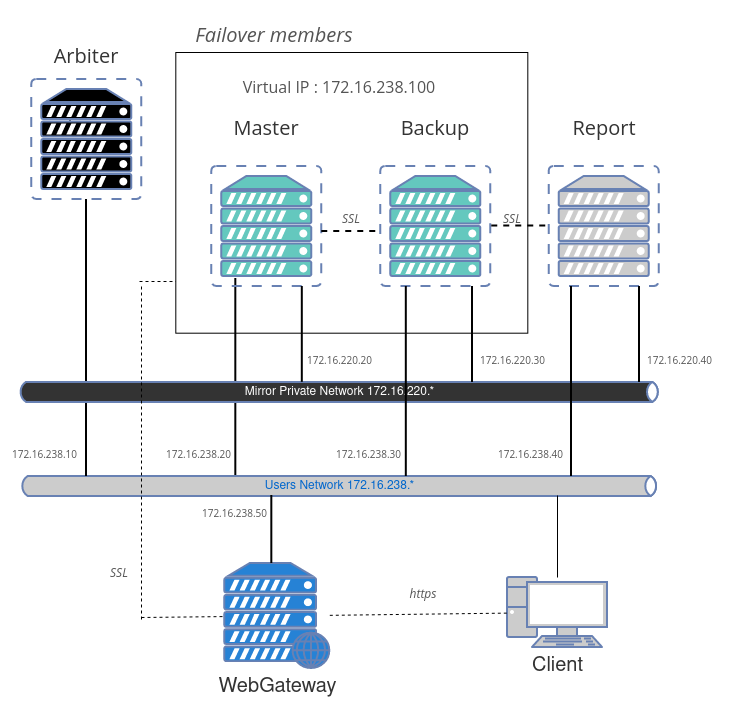 Failover members
Arbiter
Virtual IP : 172.16.238.100
Master
Backup
Report
SSL
SSL
172.16.220.20
172.16.220.30
172.16.220.40
Mirror Private Network 172.16.220.*
172.16.238.10
172.16.238.20
172.16.238.30
172.16.238.40
Users Network 172.16.238.*
172.16.238.50
SSL
https
Client
WebGateway